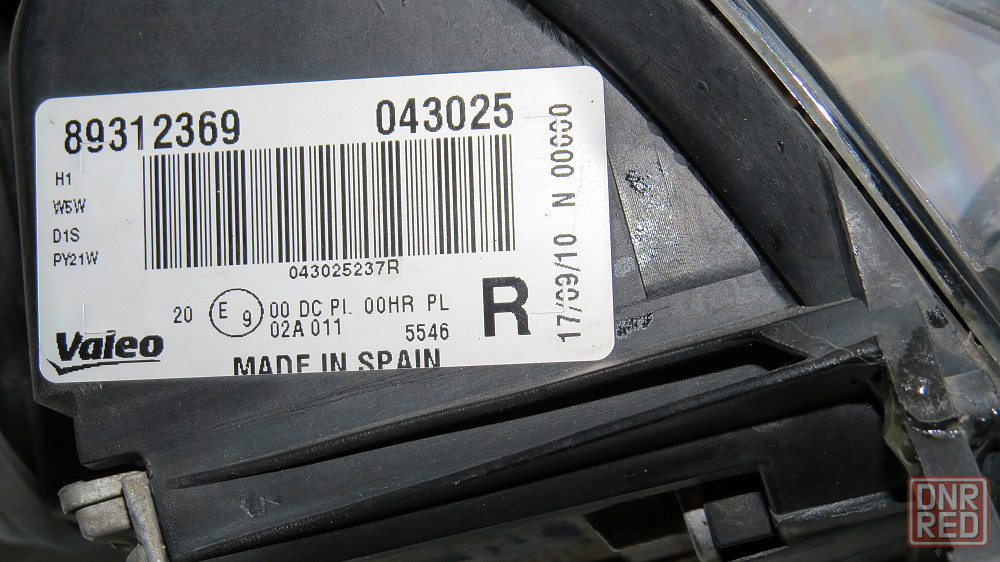 89312369 043025
H1
W5W
D1S
PY21W
043025237R
20 E 9 00 DC PL 00HR PL
02A 011 5546
R
Valeo
MADE IN SPAIN
17/09/10 N 00000
DNR
RED